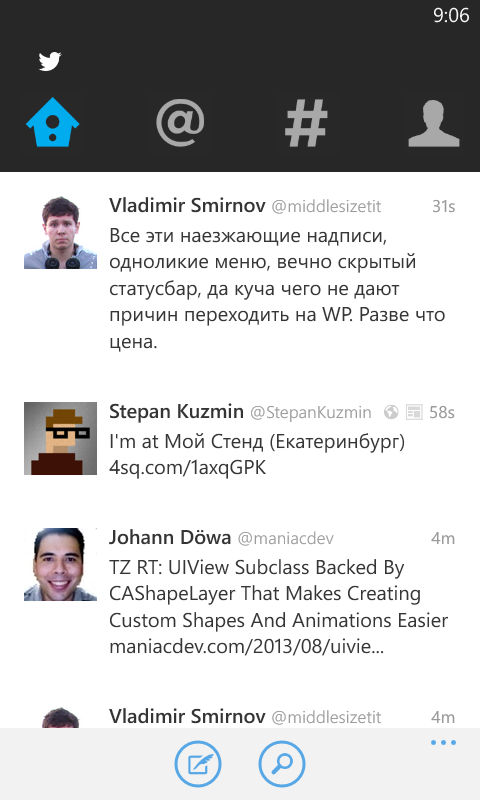 9:06
@ #
Vladimir Smirnov @middlesizetit 31s
Все эти наезжающие надписи,
одноликие меню, вечно скрытый
статусбар, да куча чего не дают
причин переходить на WP. Разве что
цена.
Stepan Kuzmin @StepanKuzmin 58s
I'm at Мой Стенд (Екатеринбург)
4sq.com/1axqGPK
Johann Döwa @maniacdev 4m
TZ RT: UIView Subclass Backed By
CAShapeLayer That Makes Creating
Custom Shapes And Animations Easier
maniacdev.com/2013/08/uivie...
Vladimir Smirnov @middlesizetit 4m